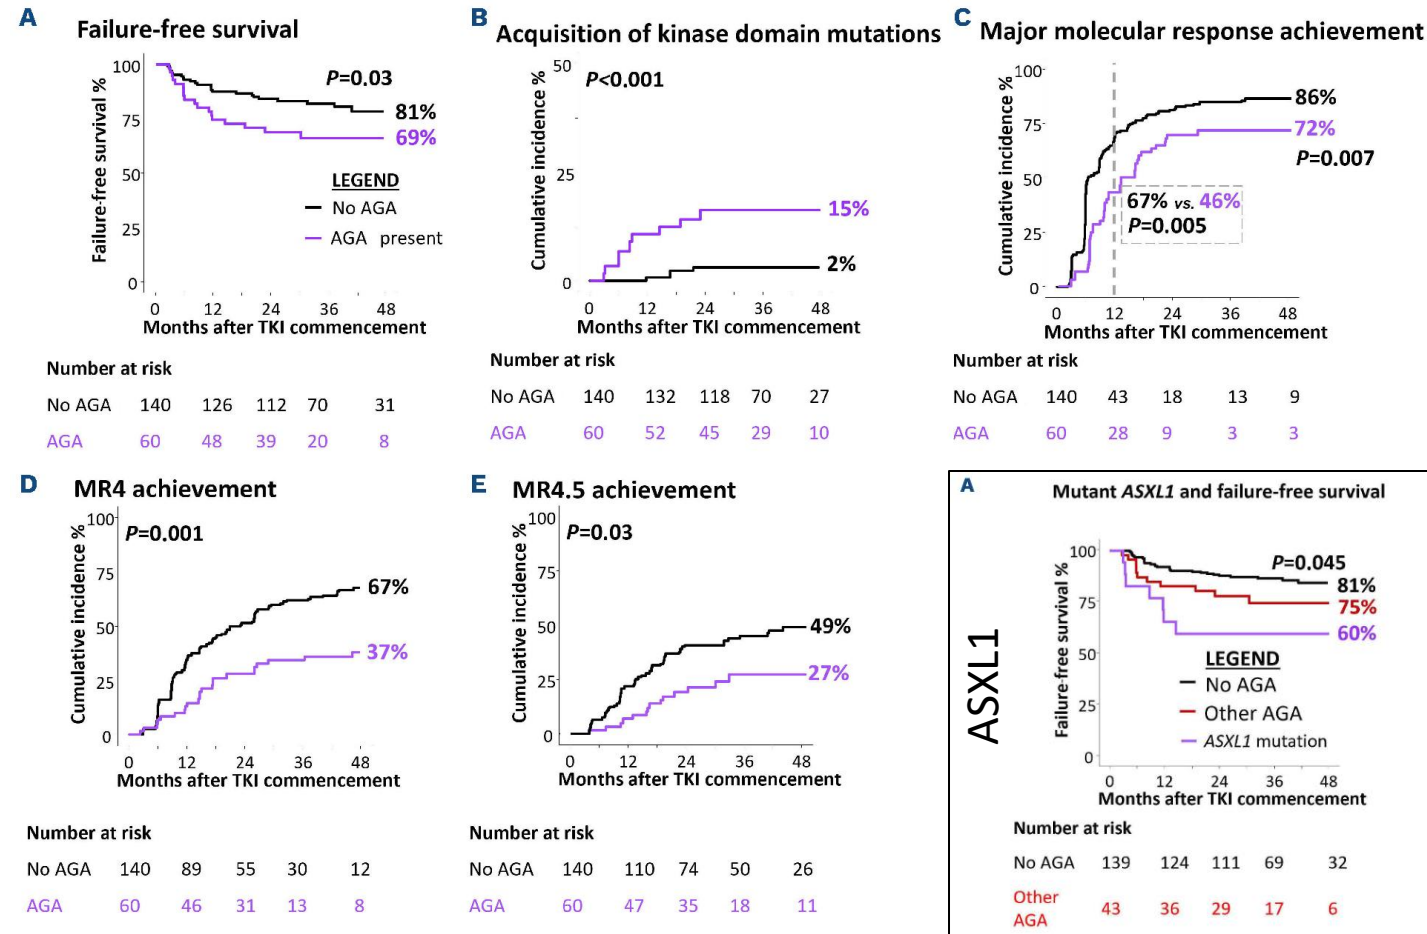 A
Failure-free survival
Failure-free survival %
100
75
50
25
0
P=0.03
81%
69%
LEGEND
No AGA
AGA present
0 12 24 36 48
Months after TKI commencement
Number at risk
No AGA 140 126 112 70 31
AGA 60 48 39 20 8
B
Acquisition of kinase domain mutations
Cumulative incidence %
50
25
0
P<0.001
15%
2%
0 12 24 36 48
Months after TKI commencement
Number at risk
No AGA 140 132 118 70 27
AGA 60 52 45 29 10
C
Major molecular response achievement
Cumulative incidence %
100
75
50
25
0
86%
72%
P=0.007
67% vs. 46%
P=0.005
0 12 24 36 48
Months after TKI commencement
Number at risk
No AGA 140 43 18 13 9
AGA 60 28 9 3 3
D
MR4 achievement
Cumulative incidence %
100
75
50
25
0
P=0.001
67%
37%
0 12 24 36 48
Months after TKI commencement
Number at risk
No AGA 140 89 55 30 12
AGA 60 46 31 13 8
E
MR4.5 achievement
Cumulative incidence %
100
75
50
25
0
P=0.03
49%
27%
0 12 24 36 48
Months after TKI commencement
Number at risk
No AGA 140 110 74 50 26
AGA 60 47 35 18 11
ASXL1
A
Mutant ASXL1 and failure-free survival
Failure-free survival %
100
75
50
25
0
P=0.045
81%
75%
60%
LEGEND
No AGA
Other AGA
ASXL1 mutation
0 12 24 36 48
Months after TKI commencement
Number at risk
No AGA 139 124 111 69 32
Other
AGA 43 36 29 17 6